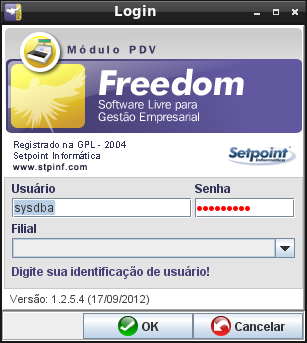 Login
Módulo PDV
Freedom
Software Livre para
Gestão Empresarial
Registrado na GPL - 2004
Setpoint Informática
www.stpinf.com
Setpoint
Informática
Usuário Senha
sysdba ●●●●●●●●●
Filial
Digite sua identificação de usuário!
Versão: 1.2.5.4 (17/09/2012)
OK Cancelar